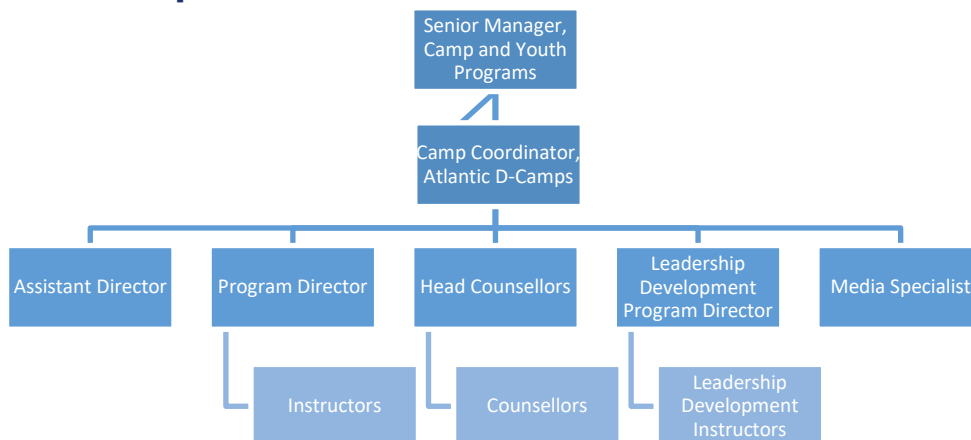 Senior Manager,
Camp and Youth
Programs
Camp Coordinator,
Atlantic D-Camps
Assistant Director
Program Director
Head Counsellors
Leadership
Development
Program Director
Media Specialist
Instructors
Counsellors
Leadership
Development
Instructors